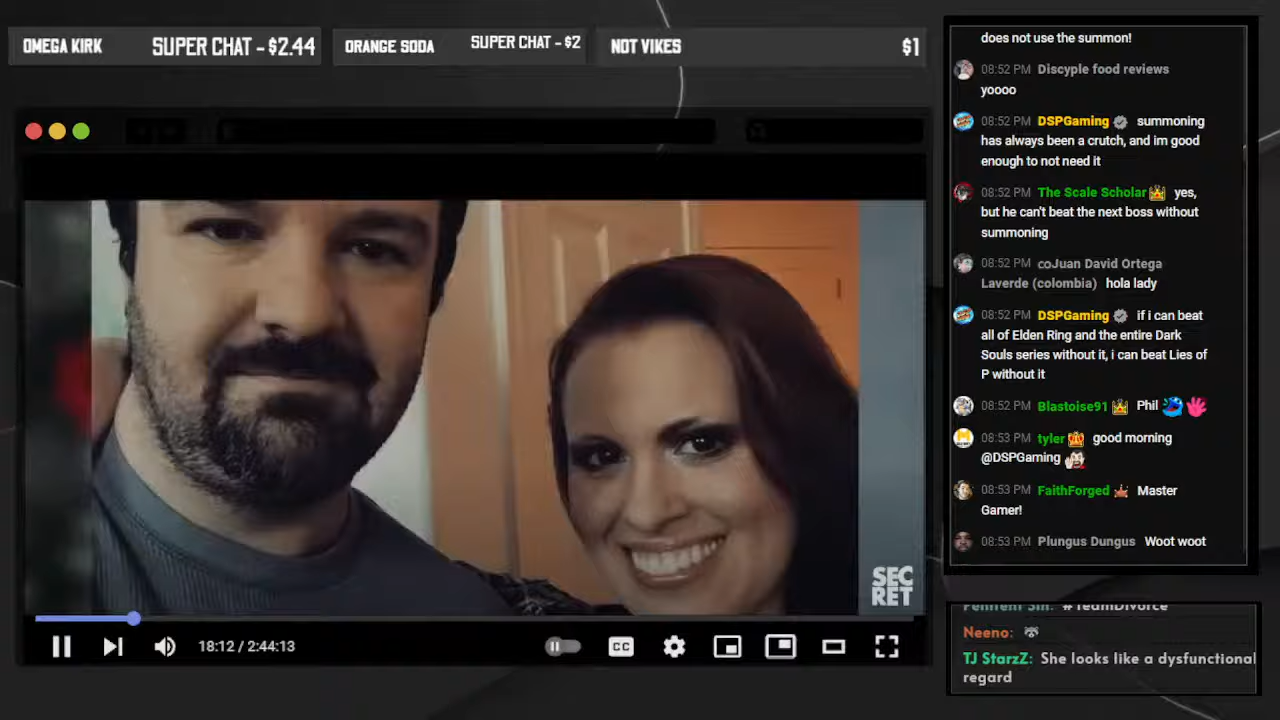 OMEGA KIRK
SUPER CHAT - $2.44
ORANGE SODA
SUPER CHAT - $2
NOT VIKES
$1
does not use the summon!
08:52 PM Discyple food reviews
yoooo
08:52 PM DSPGaming summoning
has always been a crutch, and im good
enough to not need it
08:52 PM The Scale Scholar yes,
but he can't beat the next boss without
summoning
08:52 PM coJuan David Ortega
Laverde (colombia) hola lady
08:52 PM DSPGaming if i can beat
all of Elden Ring and the entire Dark
Souls series without it, i can beat Lies of
P without it
08:52 PM Blastoise91 Phil
08:53 PM tyler good morning
@DSPGaming
08:53 PM FaithForged Master
Gamer!
08:53 PM Plungus Dungus Woot woot
SEC
RET
18:12 / 2:44:13
CC
Penitent Sin: #TeamDivorce
Neeno:
TJ StarzZ: She looks like a dysfunctional
regard